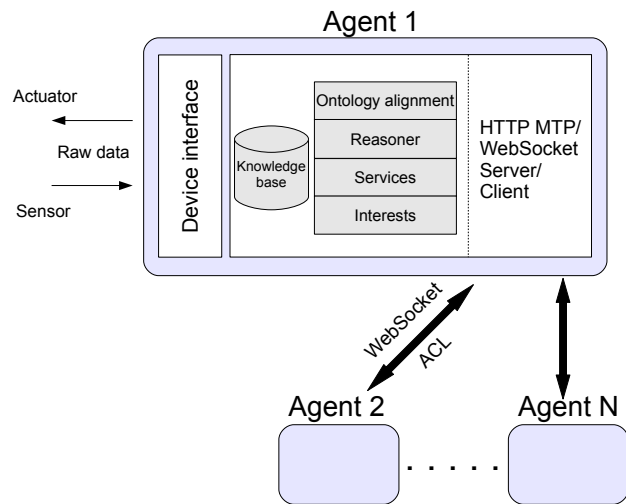 Agent 1
Actuator
Raw data
Sensor
Device interface
Knowledge
base
Ontology alignment
Reasoner
Services
Interests
HTTP MTP/
WebSocket
Server/
Client
WebSocket
ACL
Agent 2
Agent N
. . . . .